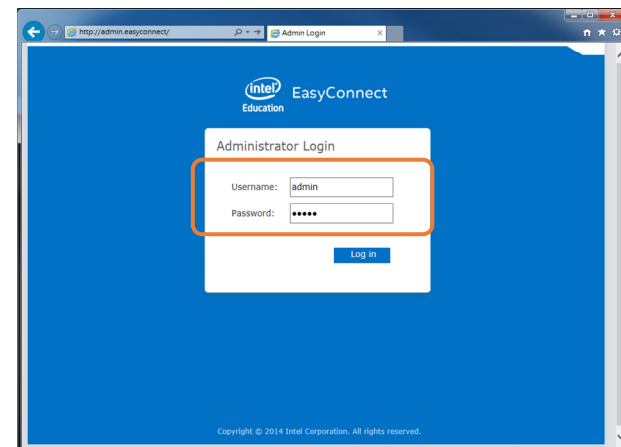 http://admin.easyconnect/
Admin Login
intel
Education
EasyConnect
Administrator Login
Username: admin
Password: •••••
Log in
Copyright © 2014 Intel Corporation. All rights reserved.